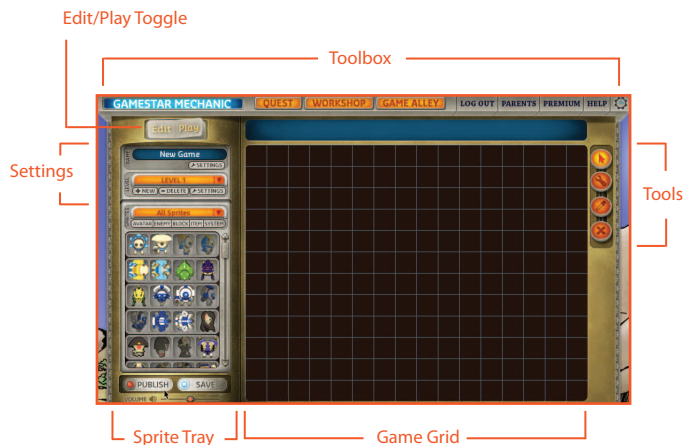 Edit/Play Toggle
Toolbox
GAMESTAR MECHANIC QUEST WORKSHOP GAME ALLEY LOG OUT PARENTS PREMIUM HELP
Edit Play
Settings
GAME
New Game
SETTINGS
LEVEL
LEVEL 1
NEW DELETE SETTINGS
Tools
All Sprites
AVATAR ENEMY BLOCK ITEM SYSTEM
PUBLISH SAVE
VOLUME
Sprite Tray
Game Grid